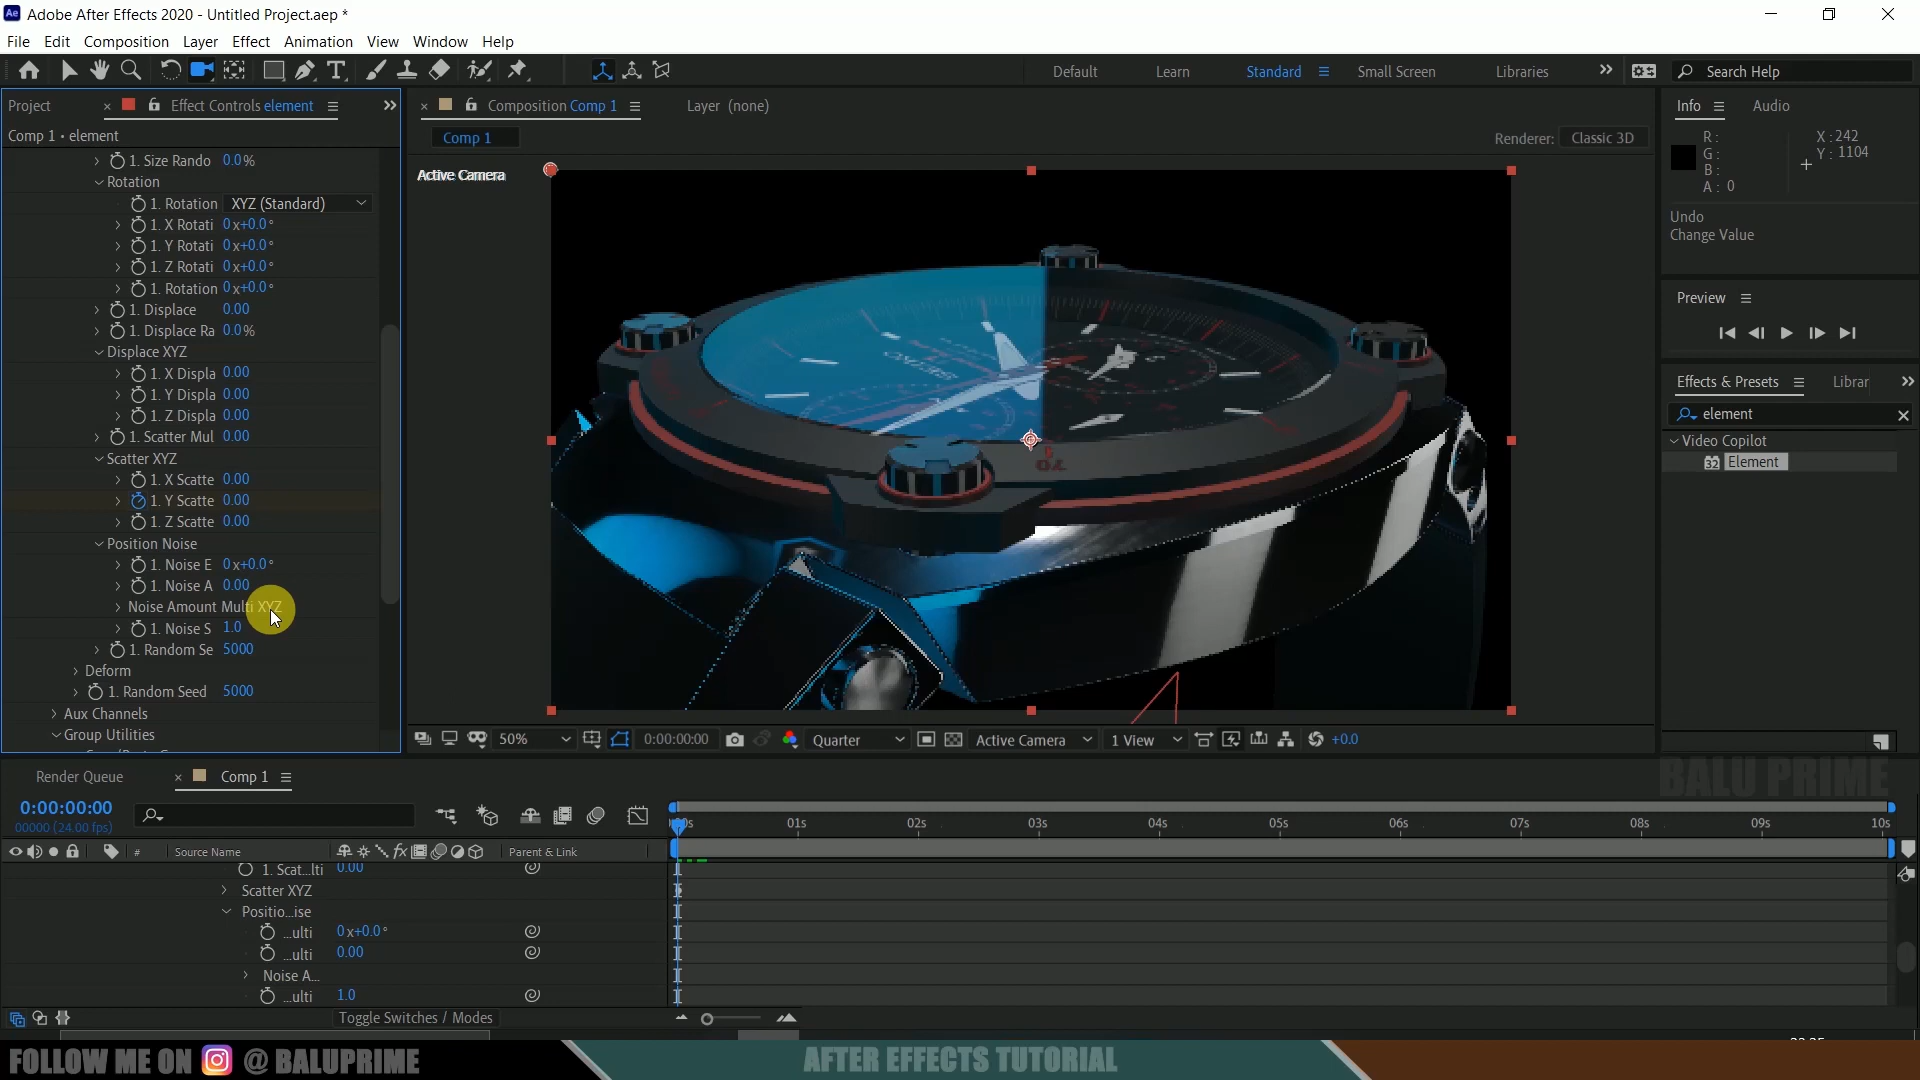 Ae Adobe After Effects 2020 - Untitled Project.aep *
File Edit Composition Layer Effect Animation View Window Help
Default Learn Standard Small Screen Libraries Search Help
Project Effect Controls element
Composition Comp 1 Layer (none)
Info Audio
Comp 1 • element
Comp 1
Renderer: Classic 3D
R:
G:
B:
A: 0
X: 242
Y: 1104
Undo
Change Value
Preview
Effects & Presets Librar
element
Video Copilot
32 Element
1. Size Rando 0.0%
Rotation
1. Rotation XYZ (Standard)
1. X Rotati 0x+0.0°
1. Y Rotati 0x+0.0°
1. Z Rotati 0x+0.0°
1. Rotation 0x+0.0°
1. Displace 0.00
1. Displace Ra 0.0%
Displace XYZ
1. X Displa 0.00
1. Y Displa 0.00
1. Z Displa 0.00
1. Scatter Mul 0.00
Scatter XYZ
1. X Scatte 0.00
1. Y Scatte 0.00
1. Z Scatte 0.00
Position Noise
1. Noise E 0x+0.0°
1. Noise A 0.00
Noise Amount Multi XYZ
1. Noise S 1.0
1. Random Se 5000
Deform
1. Random Seed 5000
Aux Channels
Group Utilities
Active Camera
50% 0:00:00:00 Quarter Active Camera 1 View +0.0
BALU PRIME
Render Queue Comp 1
0:00:00:00
00000 (24.00 fps)
01s 02s 03s 04s 05s 06s 07s 08s 09s 10s
# Source Name Parent & Link
1. Scat...lti 0.00
Scatter XYZ
Positio...ise
...ulti 0x+0.0°
...ulti 0.00
Noise A...
...ulti 1.0
Toggle Switches / Modes
FOLLOW ME ON @ BALUPRIME
AFTER EFFECTS TUTORIAL